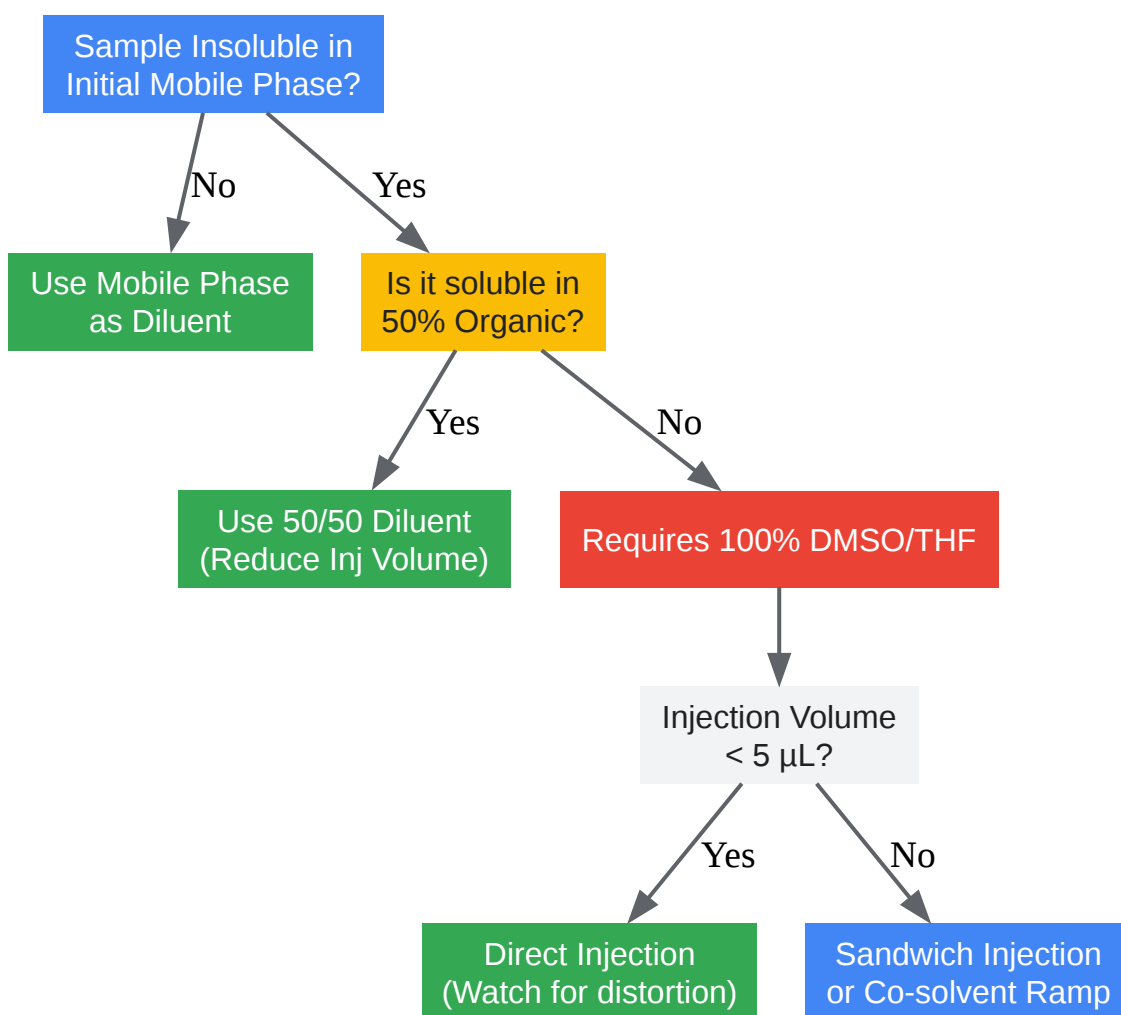 Sample Insoluble in
Initial Mobile Phase?
No
Yes
Use Mobile Phase
as Diluent
Is it soluble in
50% Organic?
Yes
No
Use 50/50 Diluent
(Reduce Inj Volume)
Requires 100% DMSO/THF
Injection Volume
< 5 µL?
Yes
No
Direct Injection
(Watch for distortion)
Sandwich Injection
or Co-solvent Ramp